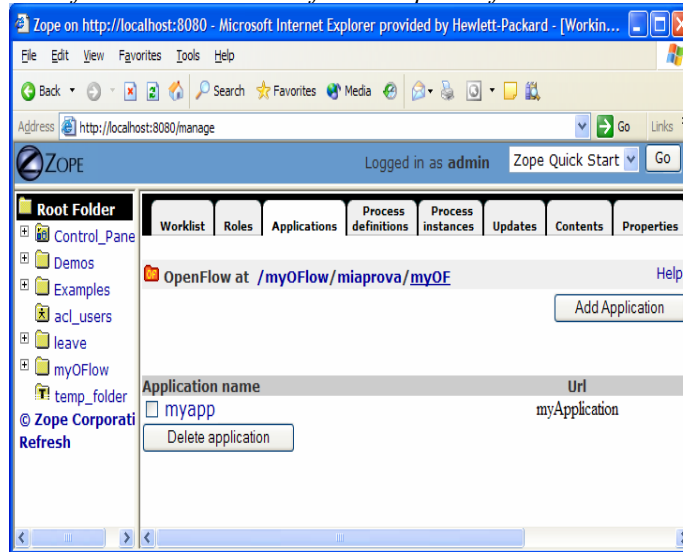 Zope on http://localhost:8080 - Microsoft Internet Explorer provided by Hewlett-Packard - [Workin...
File Edit View Favorites Tools Help
Back Search Favorites Media
Address http://localhost:8080/manage Go Links
ZOPE Logged in as admin Zope Quick Start Go
Root Folder
Control_Pane
Demos
Examples
acl_users
leave
myOFlow
temp_folder
© Zope Corporati
Refresh
Worklist Roles Applications Process definitions Process instances Updates Contents Properties
OpenFlow at /myOFlow/miaprova/myOF Help
Add Application
Application name Url
myapp myApplication
Delete application